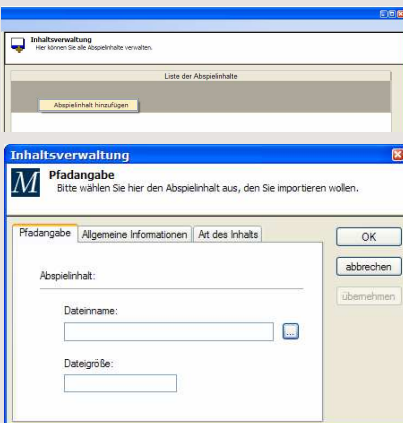 Inhaltsverwaltung
Hier können Sie alle Abspielinhalte verwalten.
Liste der Abspielinhalte
Abspielinhalt hinzufügen
Inhaltsverwaltung
M
Pfadangabe
Bitte wählen Sie hier den Abspielinhalt aus, den Sie importieren wollen.
Pfadangabe Allgemeine Informationen Art des Inhalts
OK
abbrechen
übernehmen
Abspielinhalt:
Dateiname:
...
Dateigröße: